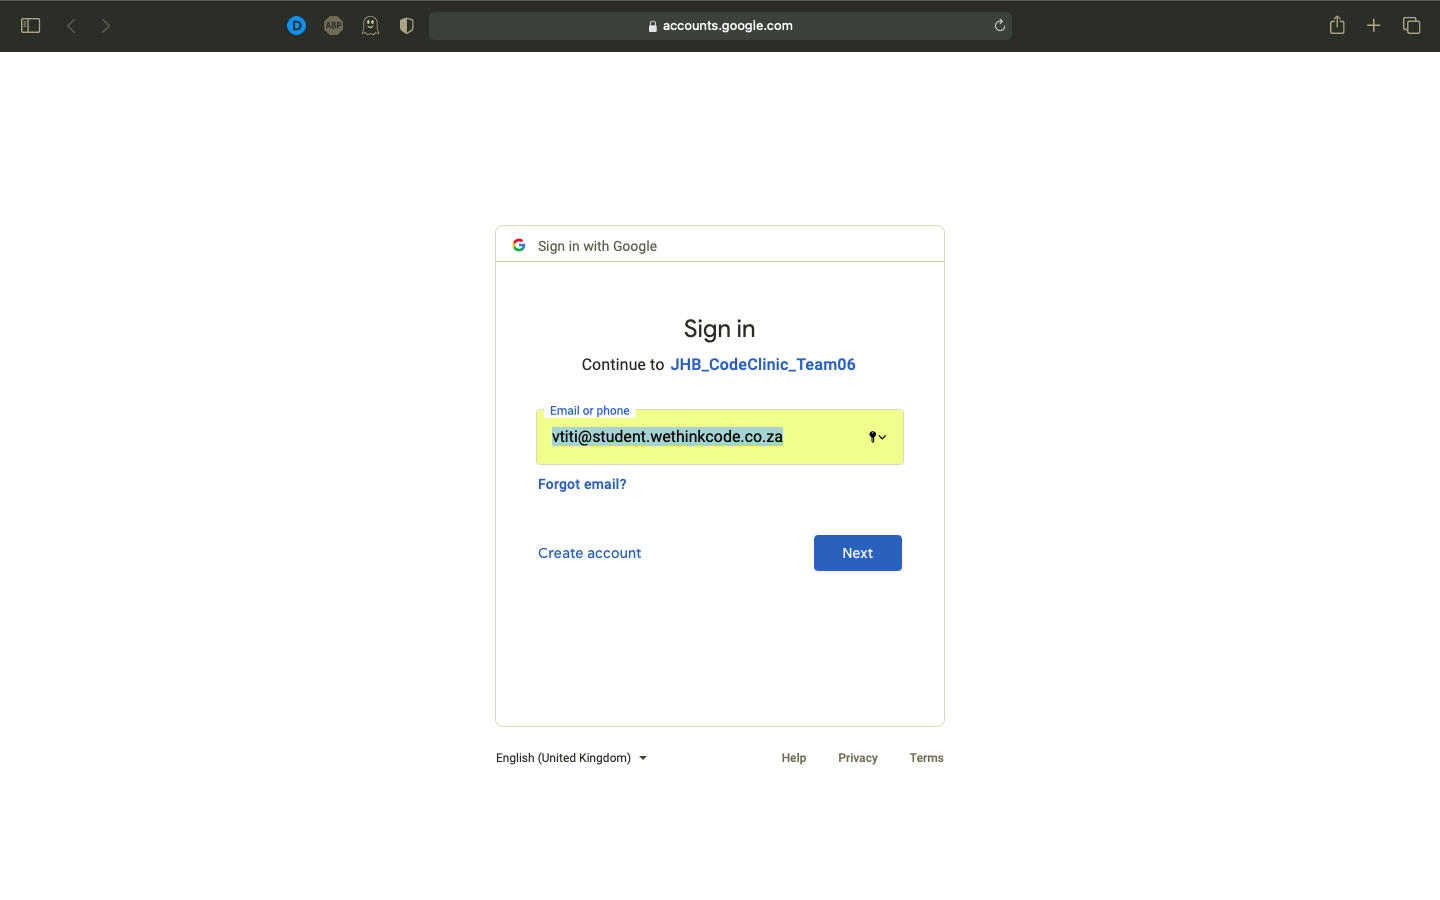 D
ABP
accounts.google.com
Sign in with Google
Sign in
Continue to JHB_CodeClinic_Team06
Email or phone
vtiti@student.wethinkcode.co.za
Forgot email?
Create account
Next
English (United Kingdom)
Help Privacy Terms